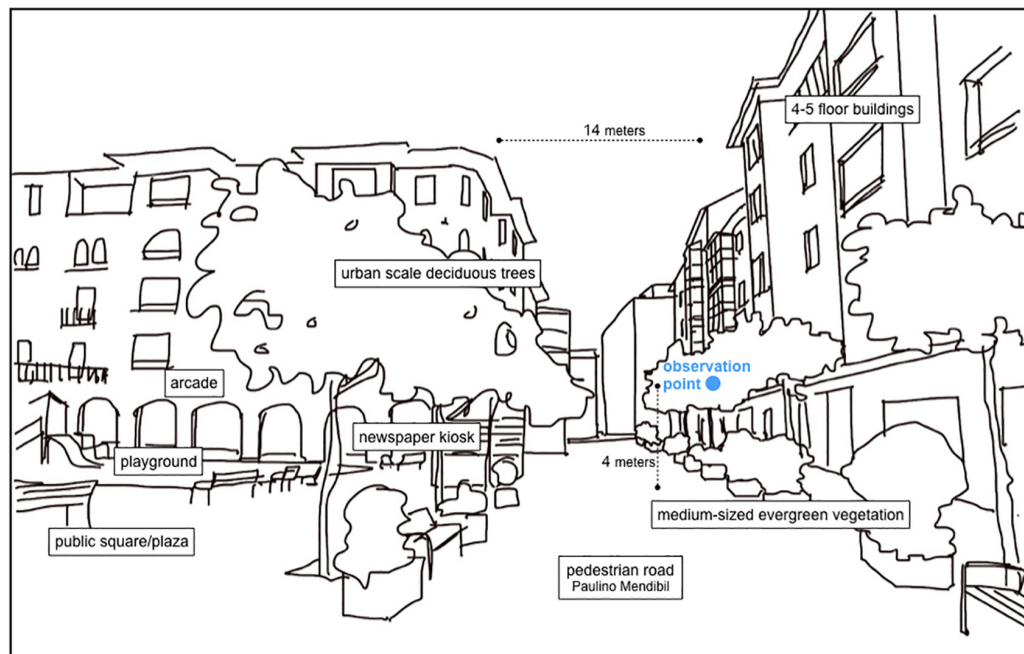 4-5 floor buildings
14 meters
urban scale deciduous trees
observation
point
arcade
newspaper kiosk
playground
4 meters
medium-sized evergreen vegetation
public square/plaza
pedestrian road
Paulino Mendibil